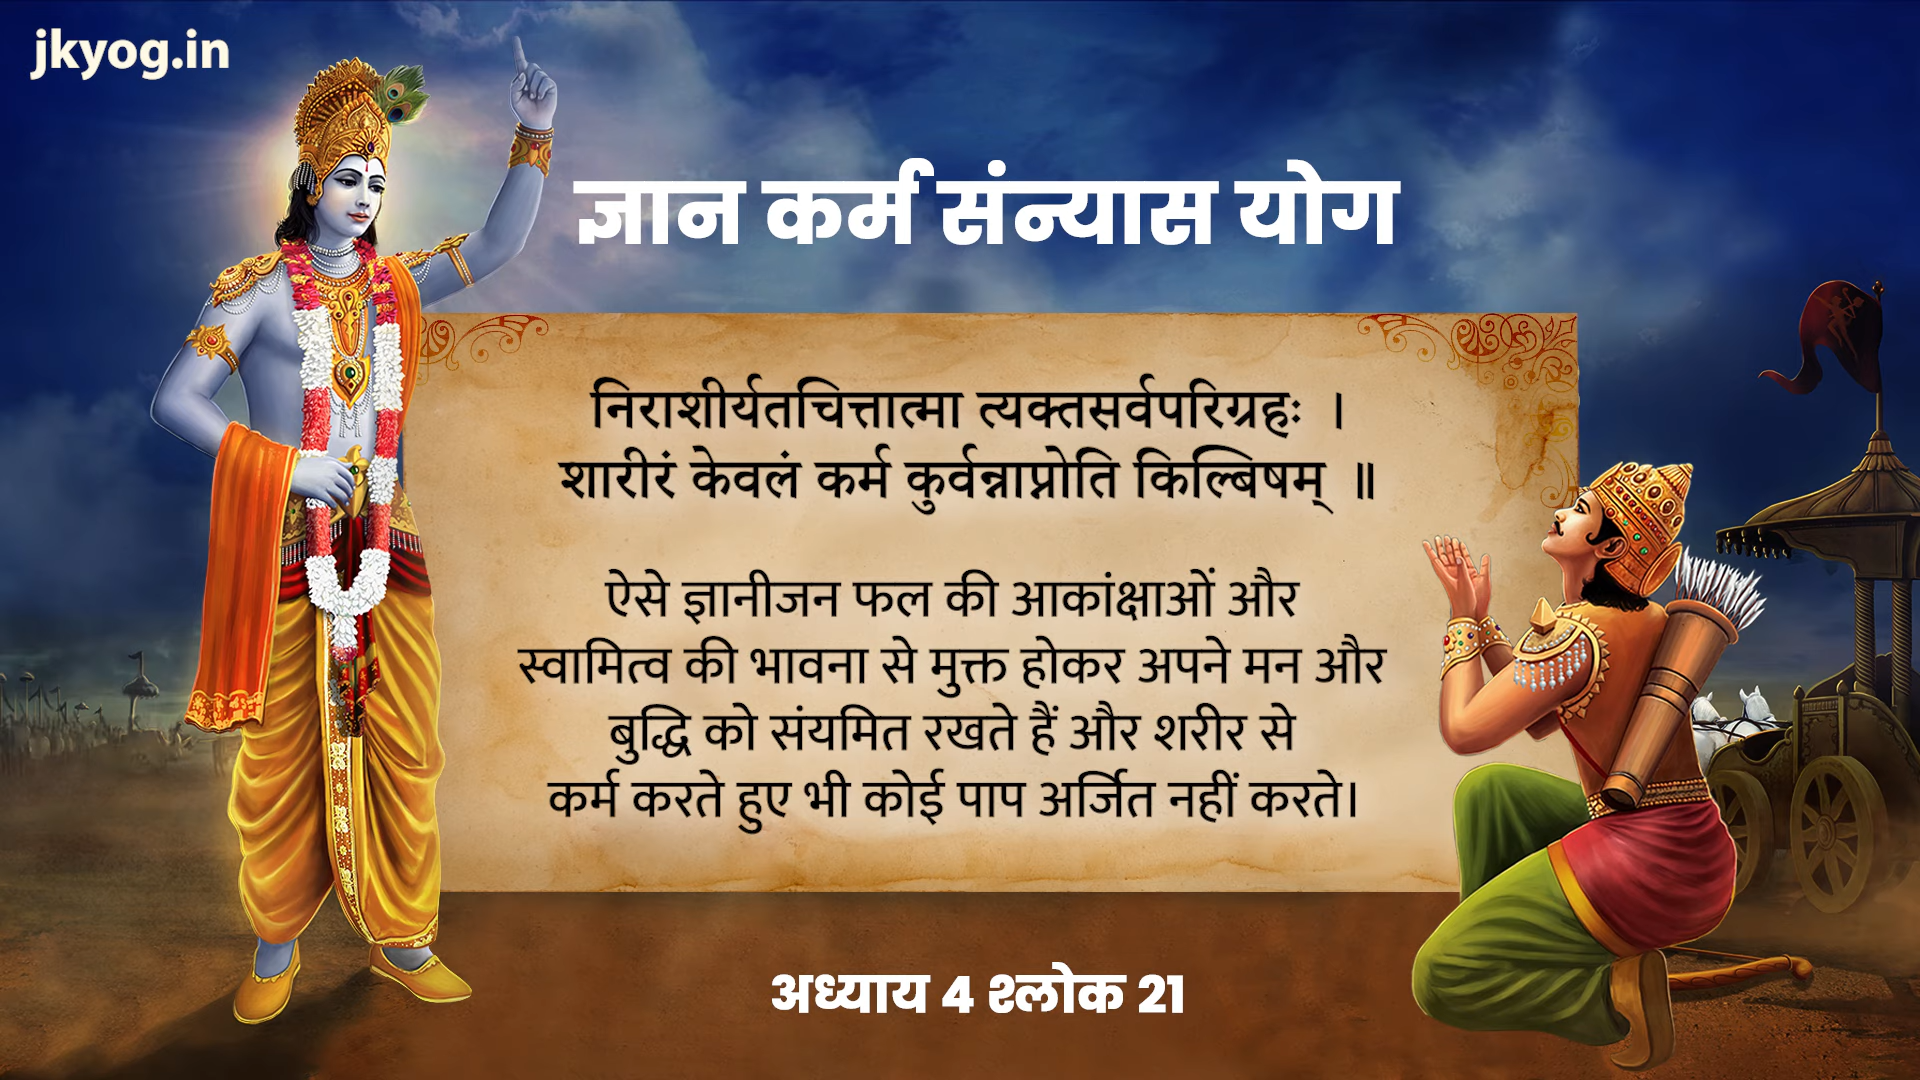 jkyog.in
ज्ञान कर्म संन्यास योग
निराशीर्यतचित्तात्मा त्यक्तसर्वपरिग्रहः ।
शारीरं केवलं कर्म कुर्वन्नाप्नोति किल्बिषम् ॥
ऐसे ज्ञानीजन फल की आकांक्षाओं और
स्वामित्व की भावना से मुक्त होकर अपने मन और
बुद्धि को संयमित रखते हैं और शरीर से
कर्म करते हुए भी कोई पाप अर्जित नहीं करते।
अध्याय 4 श्लोक 21